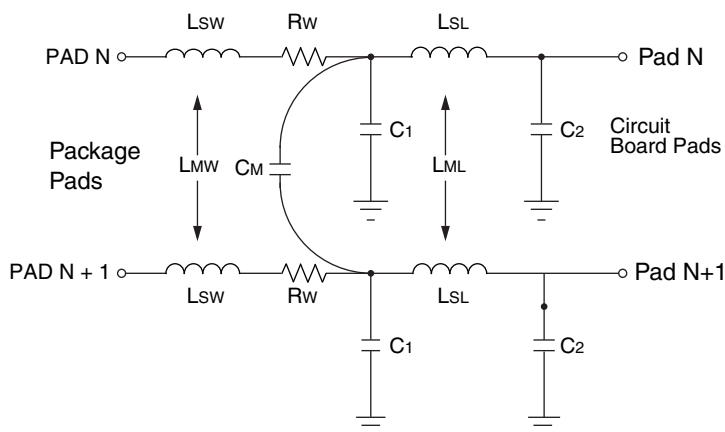 LSW RW LSL
PAD N Pad N
C1 C2 Circuit
Board Pads
Package
Pads
LMW CM LML
PAD N + 1 Pad N+1
LSW RW LSL
C1 C2